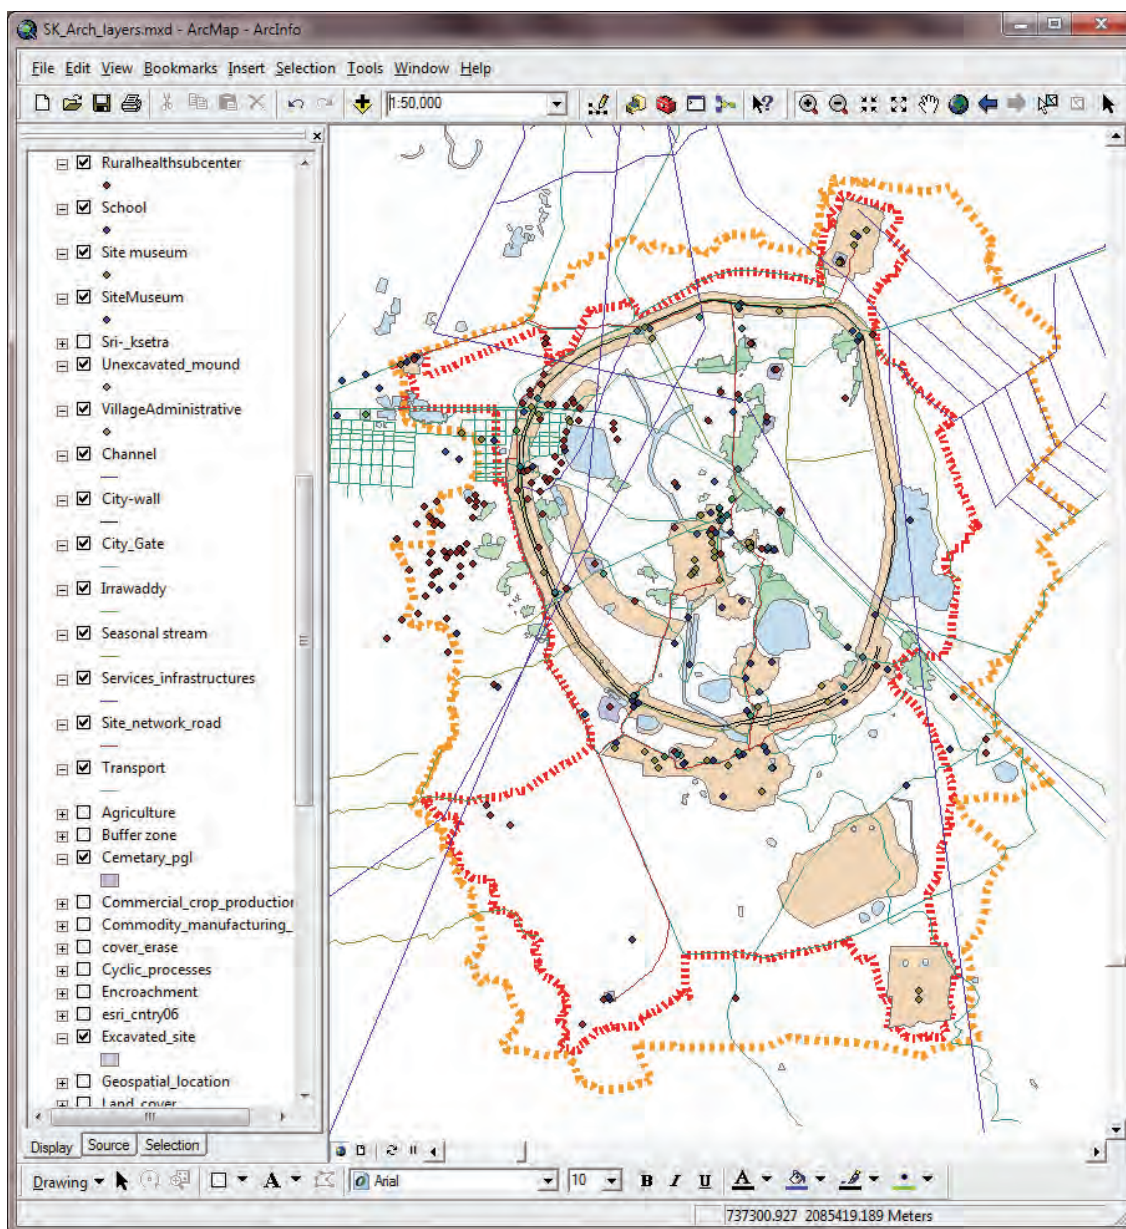 SK_Arch_layers.mxd - ArcMap - ArcInfo
File Edit View Bookmarks Insert Selection Tools Window Help
1:50,000
Ruralhealthsubcenter
School
Site museum
SiteMuseum
Sri-_ksetra
Unexcavated_mound
VillageAdministrative
Channel
City-wall
City_Gate
Irrawaddy
Seasonal stream
Services_infrastructures
Site_network_road
Transport
Agriculture
Buffer zone
Cemetary_pgl
Commercial_crop_production
Commodity_manufacturing_
cover_erase
Cyclic_processes
Encroachment
esri_cntry06
Excavated_site
Geospatial_location
Land_cover
Display Source Selection
Drawing A Arial 10 B I U A
737300.927 2085419.189 Meters